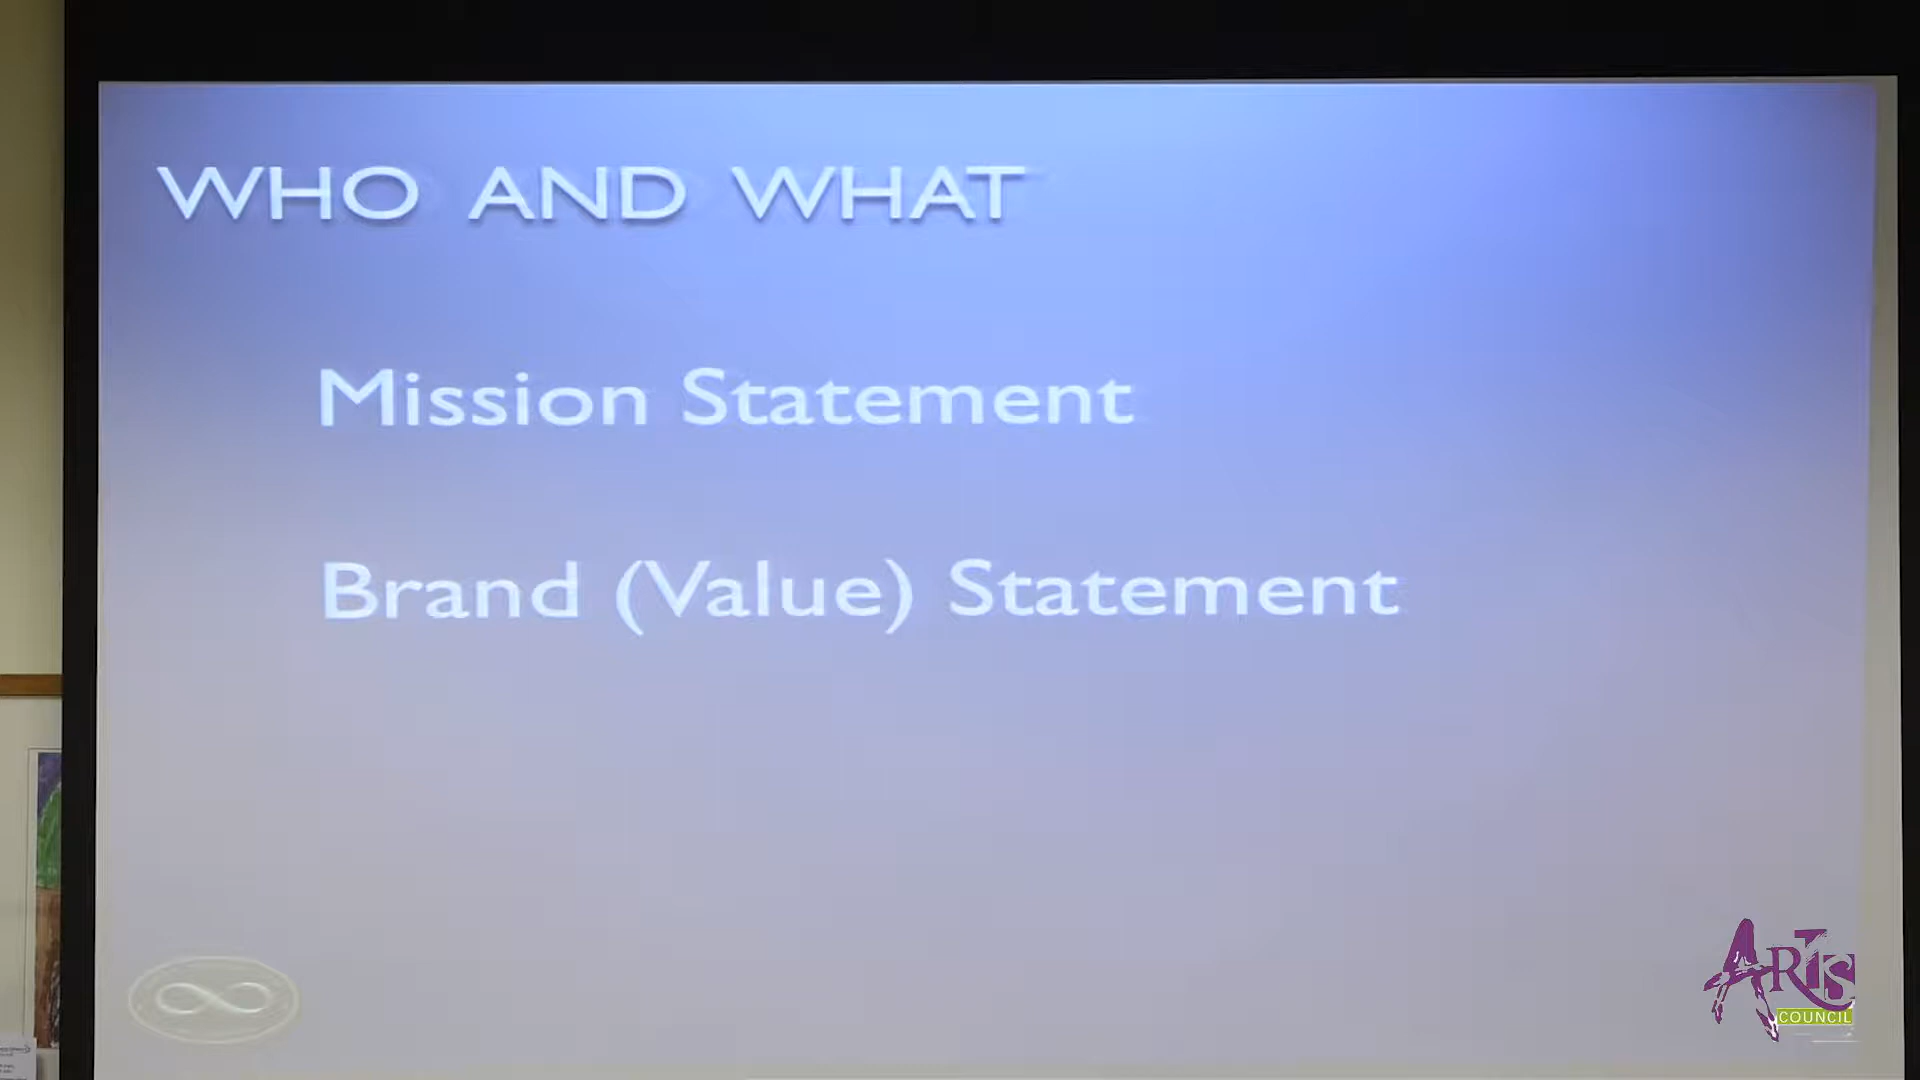 WHO AND WHAT
Mission Statement
Brand (Value) Statement
ARTS
COUNCIL